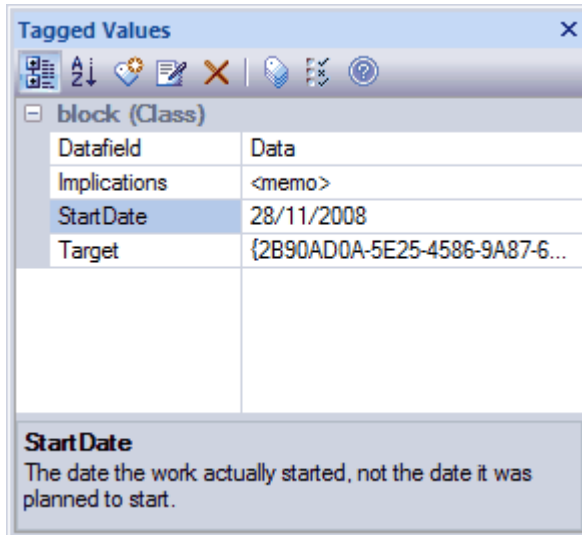 Tagged Values
block (Class)
Datafield Data
Implications <memo>
StartDate 28/11/2008
Target {2B90AD0A-5E25-4586-9A87-6...
StartDate
The date the work actually started, not the date it was
planned to start.